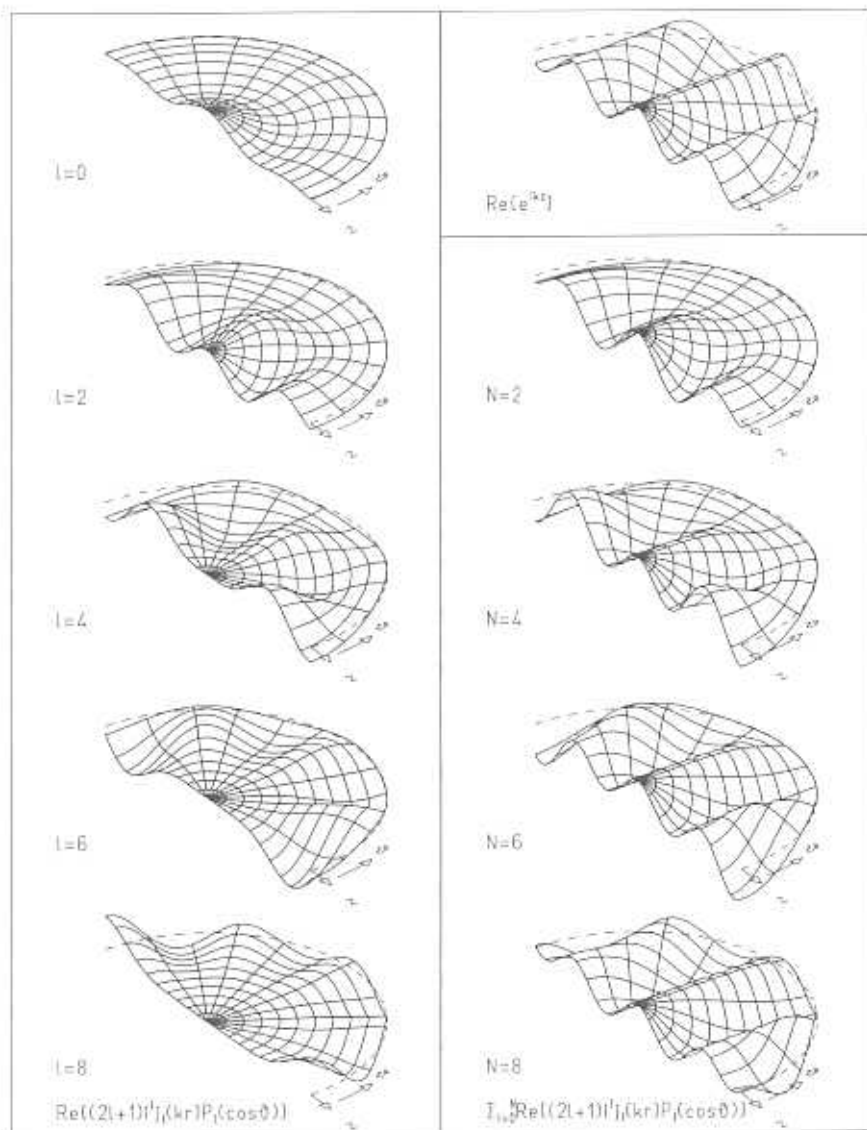 l=0
l=2
l=4
l=6
l=8
Re((2l+1)i^l j_l(kr)P_l(cosϑ))
Re(e^{ikz})
N=2
N=4
N=6
N=8
Σ_{l=0}^N Re((2l+1)i^l j_l(kr)P_l(cosϑ))
z
ϑ
z
ϑ
z
ϑ
z
ϑ
z
ϑ
z
ϑ
z
ϑ
z
ϑ
z
ϑ
z
ϑ